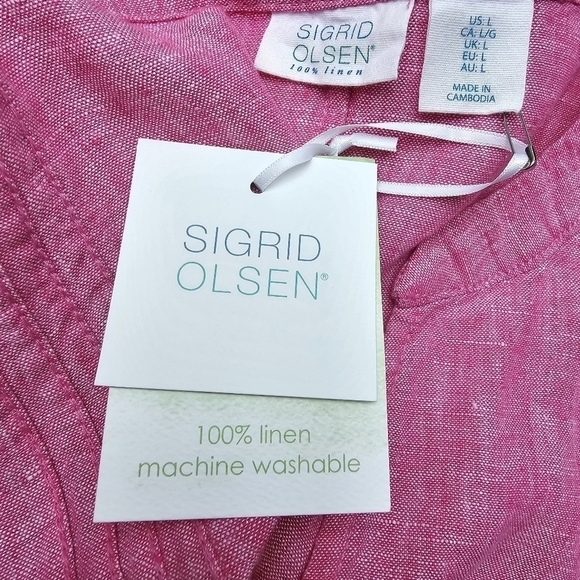 SIGRID
OLSEN®
100% linen
US: L
CA: L/G
UK: L
EU: L
AU: L
MADE IN
CAMBODIA
SIGRID
OLSEN®
100% linen
machine washable